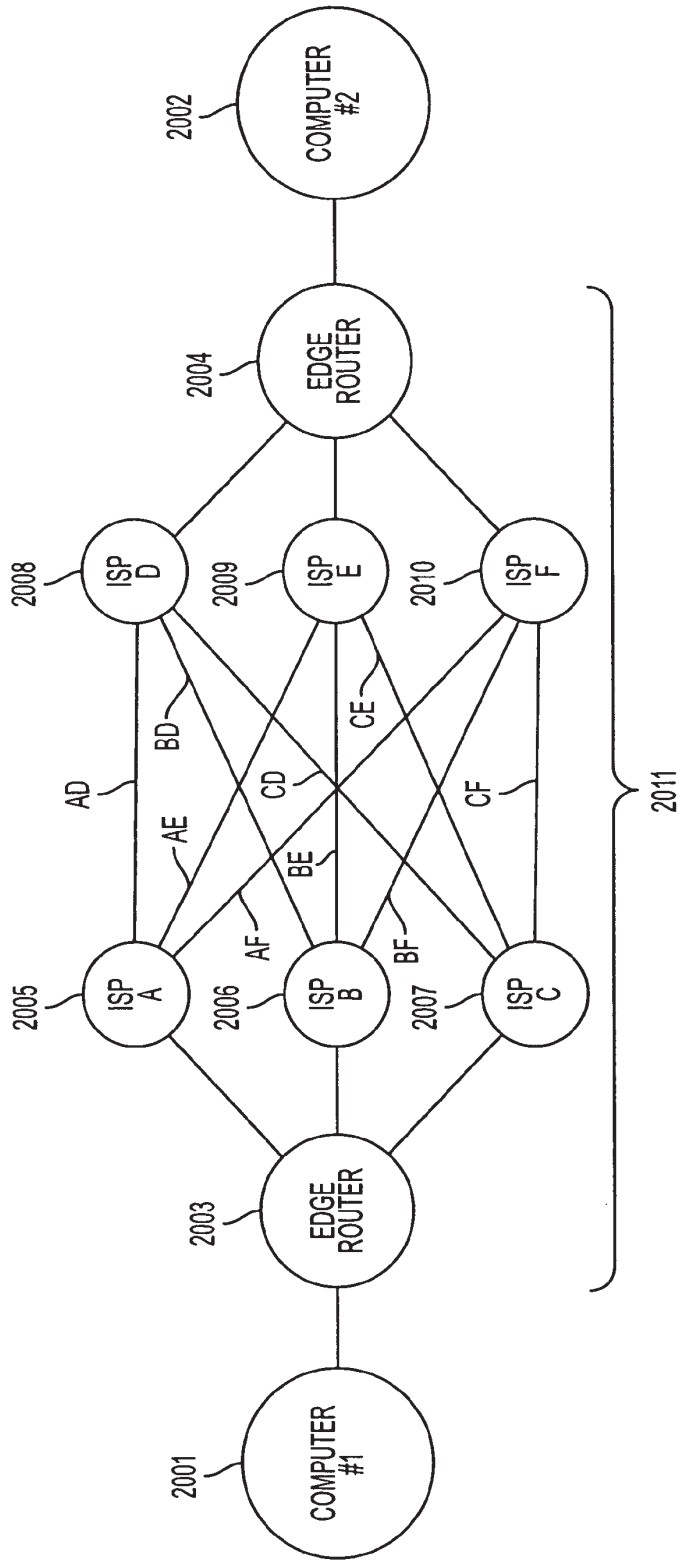 2001
COMPUTER
#1
2003
EDGE
ROUTER
2005
ISP
A
2006
ISP
B
2007
ISP
C
AD
AE
BD
AF
CD
BE
CE
BF
CF
2008
ISP
D
2009
ISP
E
2010
ISP
F
2004
EDGE
ROUTER
2002
COMPUTER
#2
2011